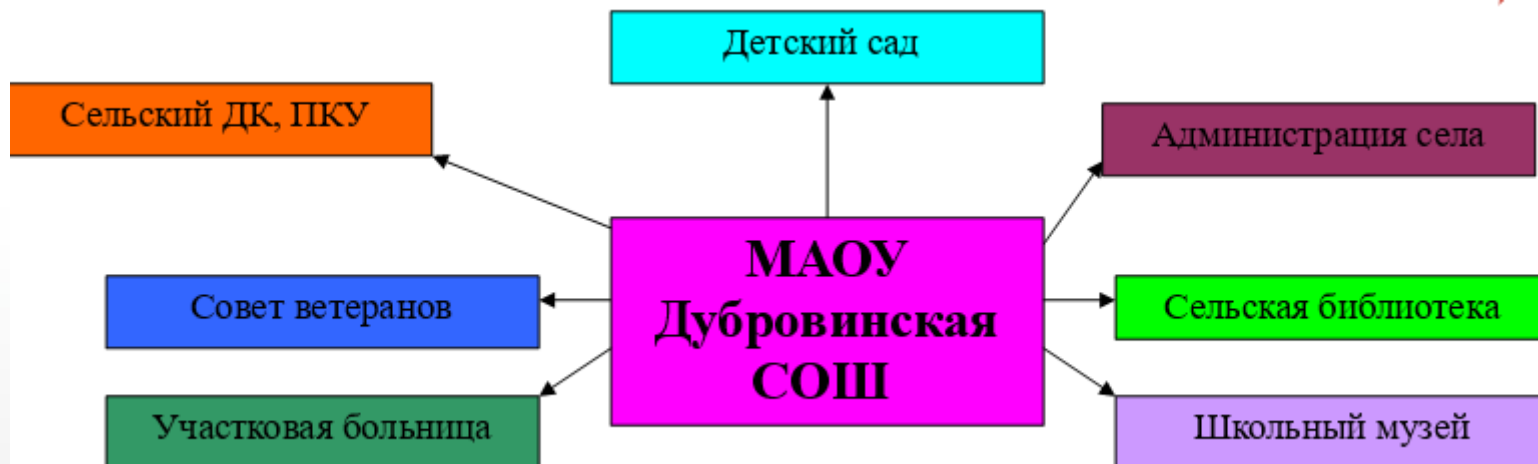 Детский сад
Сельский ДК, ПКУ
Администрация села
МАОУ
Дубровинская
СОШ
Совет ветеранов
Сельская библиотека
Участковая больница
Школьный музей